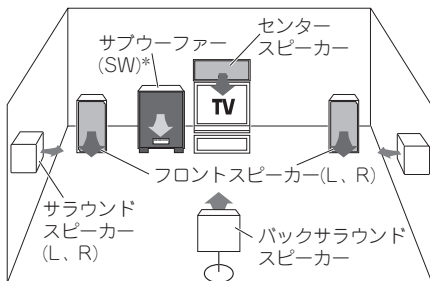 センター
スピーカー
サブウーファー
(SW)*
TV
フロントスピーカー(L、R)
サラウンド
スピーカー
(L、R)
バックサラウンド
スピーカー